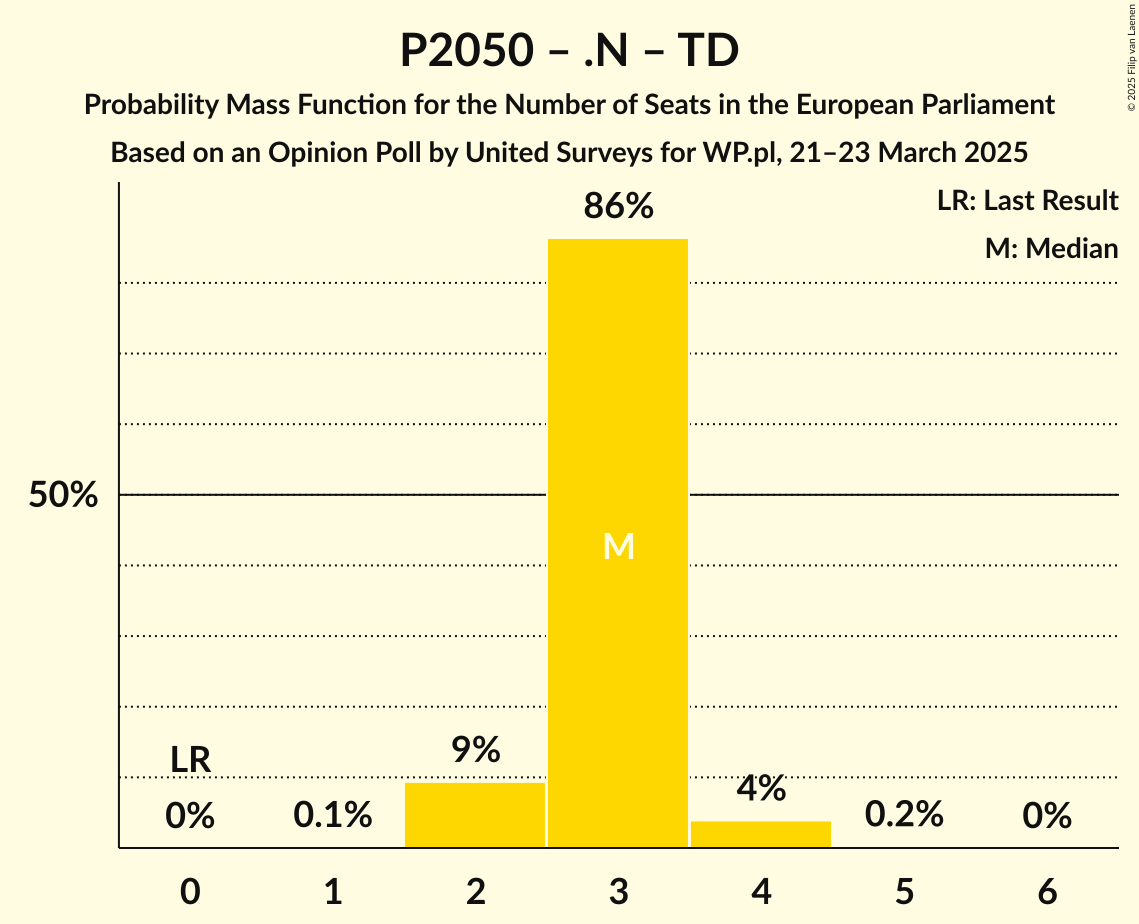 P2050 – .N – TD
Probability Mass Function for the Number of Seats in the European Parliament
Based on an Opinion Poll by United Surveys for WP.pl, 21–23 March 2025
© 2025 Filip van Laenen
LR: Last Result
M: Median
86%
50%
M
LR
0%
0.1%
9%
4%
0.2%
0%
0 1 2 3 4 5 6